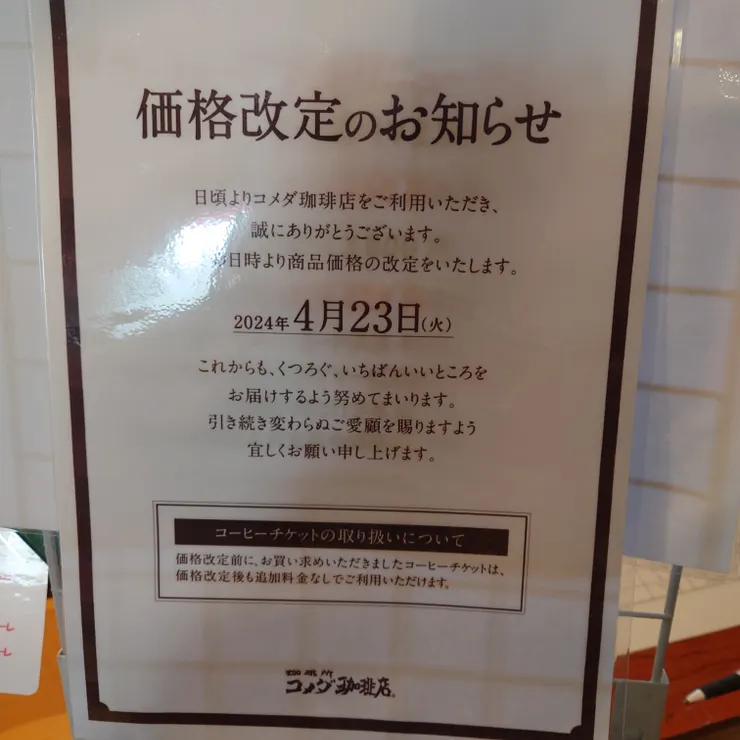 価格改定のお知らせ
日頃よりコメダ珈琲店をご利用いただき、
誠にありがとうございます。
日時より商品価格の改定をいたします。
2024年 4月23日(火)
これからも、くつろぐ、いちばんいいところを
お届けするよう努めてまいります。
引き続き変わらぬご愛顧を賜りますよう
宜しくお願い申し上げます。
コーヒーチケットの取り扱いについて
価格改定前に、お買い求めいただきましたコーヒーチケットは、
価格改定後も追加料金なしでご利用いただけます。
珈琲所
コメダ珈琲店